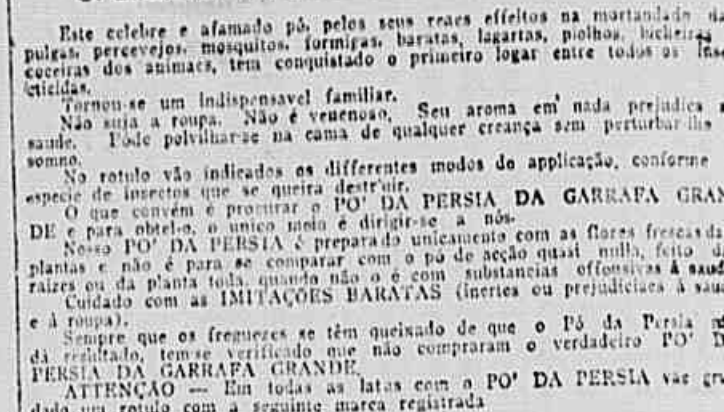 Este celebre e afamado pó, pelos seus reaes effeitos na mortandade
pulgas, percevejos, mosquitos, formigas, baratas, lagartas, piolhos, bicheiras
coceiras dos animaes, tem conquistado o primeiro logar entre todos os inse
cticidas.
Tornou-se um indispensavel familiar.
Não suja a roupa. Não é venenoso. Seu aroma em nada prejudica
saude. Póde polvilhar-se na cama de qualquer creança sem perturbar-lhe
somno.
No rotulo vão indicados os differentes modos de applicação, conforme
especie de insectos que se queira destruir.
O que convém é procurar o PO' DA PERSIA DA GARRAFA GRAN
DE e para obtel-o, o unico meio é dirigir-se a nós.
Nosso PO' DA PERSIA é preparado unicamente com as flores frescas da
plantas e não é para se comparar com o pó de acção quasi nulla, feito
raizes ou da planta toda, quando não o é com substancias offensivas á saude
Cuidado com as IMITAÇÕES BARATAS (inertes ou prejudiciaes á sau
e á roupa).
Sempre que os freguezes se têm queixado de que o Pó da Persia
dá resultado, tem-se verificado que não compraram o verdadeiro PO' D
PERSIA DA GARRAFA GRANDE.
ATTENÇÃO — Em todas as latas com o PO' DA PERSIA vae gru
dado um rotulo com a seguinte marca registrada